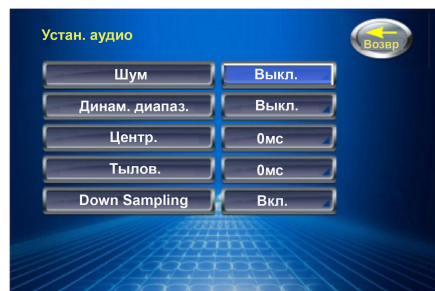 Устан. аудио
Возвр
Шум Выкл.
Динам. диапаз. Выкл.
Центр. 0мс
Тылов. 0мс
Down Sampling Вкл.